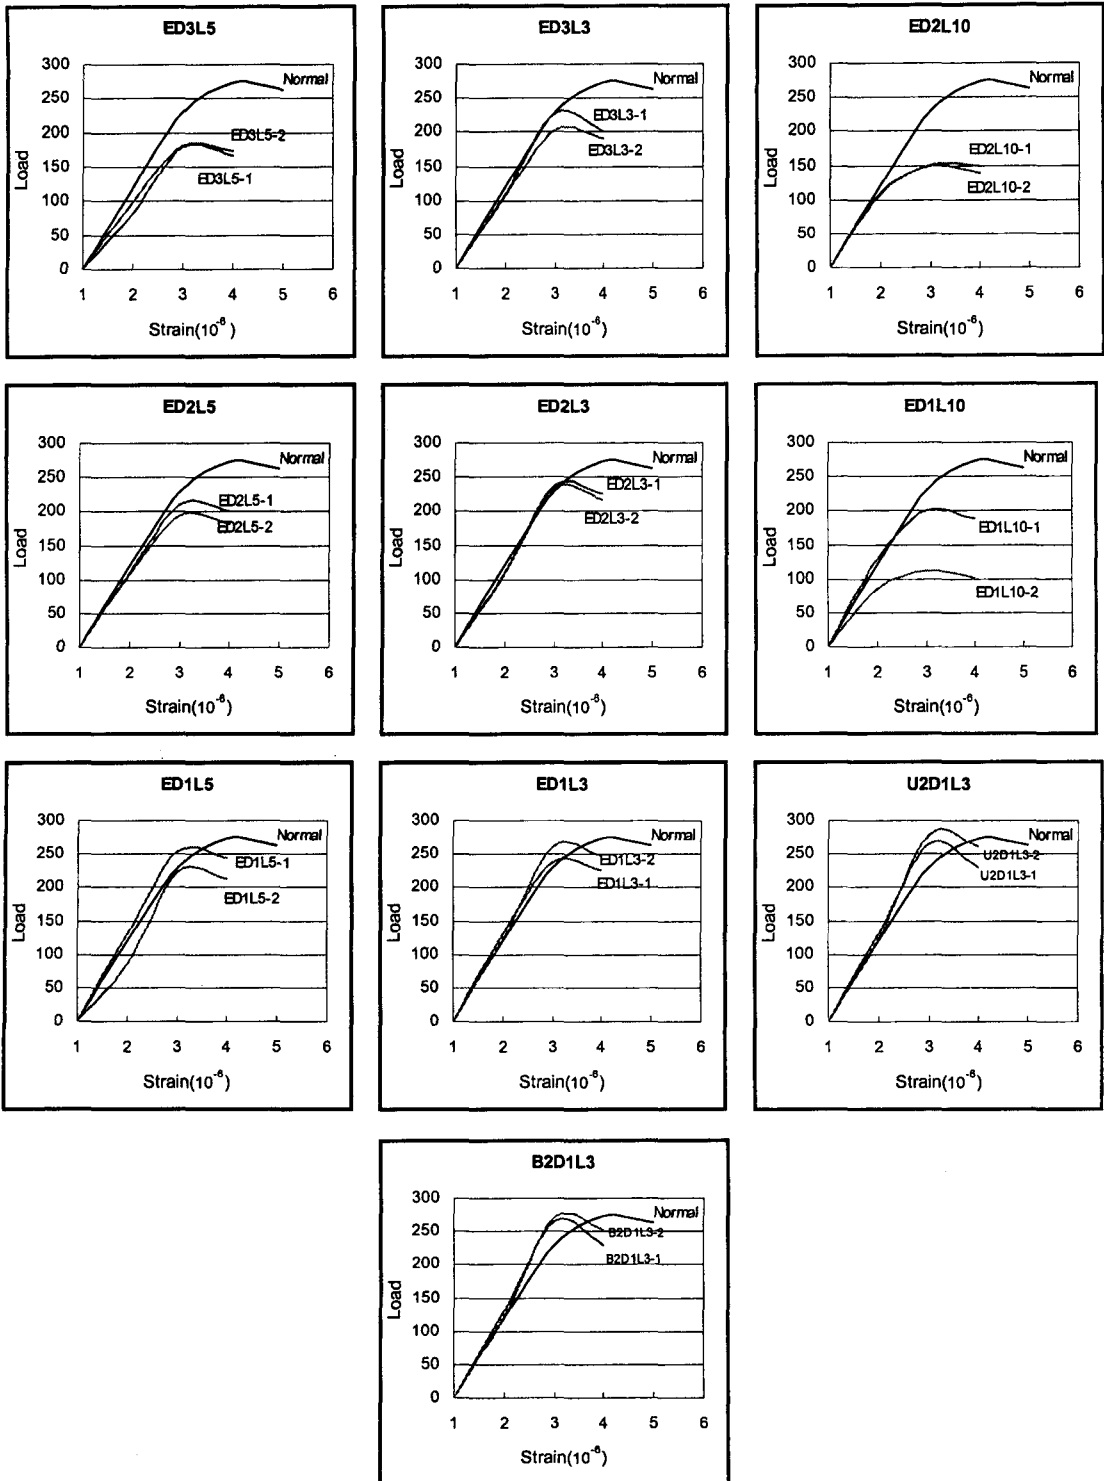 ED3L5
300
250
200
150
100
50
0
Load
Normal
ED3L5-2
ED3L5-1
1 2 3 4 5 6
Strain(10⁻⁶)
ED3L3
300
250
200
150
100
50
0
Load
Normal
ED3L3-1
ED3L3-2
1 2 3 4 5 6
Strain(10⁻⁶)
ED2L10
300
250
200
150
100
50
0
Load
Normal
ED2L10-1
ED2L10-2
1 2 3 4 5 6
Strain(10⁻⁶)
ED2L5
300
250
200
150
100
50
0
Load
Normal
ED2L5-1
ED2L5-2
1 2 3 4 5 6
Strain(10⁻⁶)
ED2L3
300
250
200
150
100
50
0
Load
Normal
ED2L3-1
ED2L3-2
1 2 3 4 5 6
Strain(10⁻⁶)
ED1L10
300
250
200
150
100
50
0
Load
Normal
ED1L10-1
ED1L10-2
1 2 3 4 5 6
Strain(10⁻⁶)
ED1L5
300
250
200
150
100
50
0
Load
Normal
ED1L5-1
ED1L5-2
1 2 3 4 5 6
Strain(10⁻⁶)
ED1L3
300
250
200
150
100
50
0
Load
Normal
ED1L3-2
ED1L3-1
1 2 3 4 5 6
Strain(10⁻⁶)
U2D1L3
300
250
200
150
100
50
0
Load
Normal
U2D1L3-2
U2D1L3-1
1 2 3 4 5 6
Strain(10⁻⁶)
B2D1L3
300
250
200
150
100
50
0
Load
Normal
B2D1L3-2
B2D1L3-1
1 2 3 4 5 6
Strain(10⁻⁶)